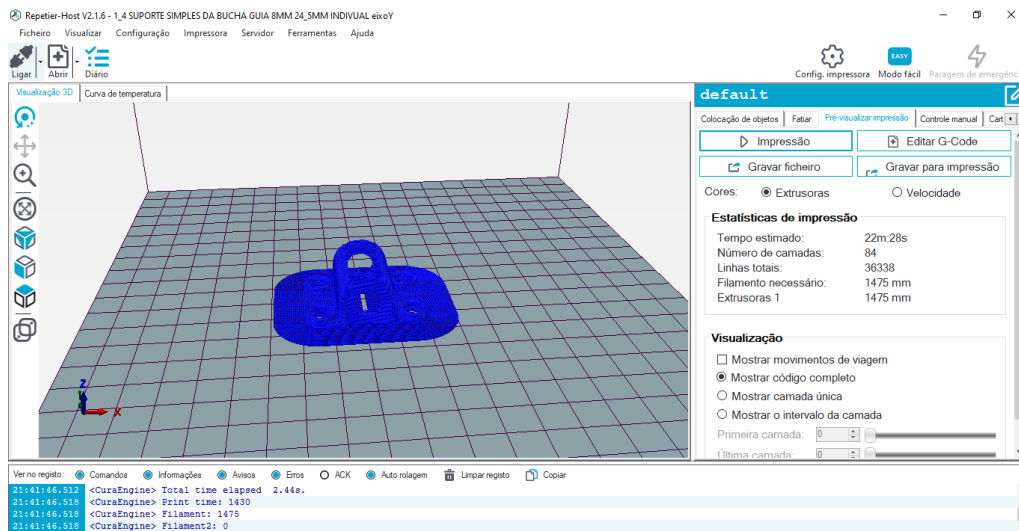 Repetier-Host V2.1.6 - 1_4 SUPORTE SIMPLES DA BUCHA GUIA 8MM 24_5MM INDIVUAL eixoY
Ficheiro Visualizar Configuração Impressora Servidor Ferramentas Ajuda
Ligar Abrir Diário Config. impressora EASY Modo fácil Paragem de emergênc
Visualização 3D Curva de temperatura
default
Colocação de objetos Fatiar Pré-visualizar impressão Controle manual Cart
Impressão Editar G-Code
Gravar ficheiro Gravar para impressão
Cores: Extrusoras Velocidade
Estatísticas de impressão
Tempo estimado: 22m:28s
Número de camadas: 84
Linhas totais: 36338
Filamento necessário: 1475 mm
Extrusoras 1 1475 mm
Visualização
Mostrar movimentos de viagem
Mostrar código completo
Mostrar camada única
Mostrar o intervalo da camada
Primeira camada: 0
Última camada: 0
Z
X
Ver no registo: Comandos Informações Avisos Erros ACK Auto rolagem Limpar registo Copiar
21:41:46.512 <CuraEngine> Total time elapsed 2.44s.
21:41:46.518 <CuraEngine> Print time: 1430
21:41:46.518 <CuraEngine> Filament: 1475
21:41:46.518 <CuraEngine> Filament2: 0